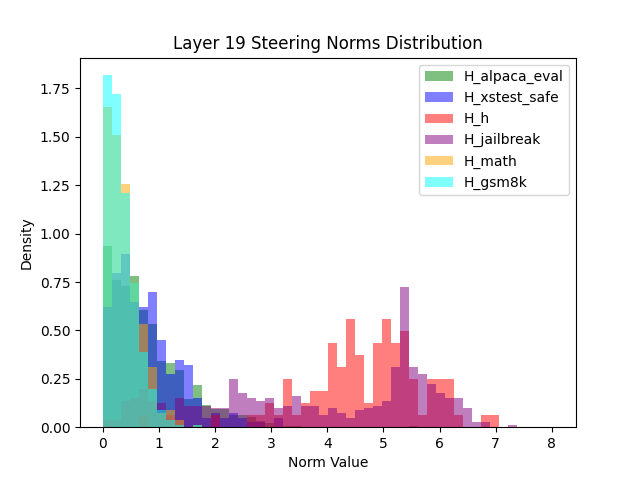 Layer 19 Steering Norms Distribution
H_alpaca_eval
H_xstest_safe
H_h
H_jailbreak
H_math
H_gsm8k
Density
1.75
1.50
1.25
1.00
0.75
0.50
0.25
0.00
0 1 2 3 4 5 6 7 8
Norm Value